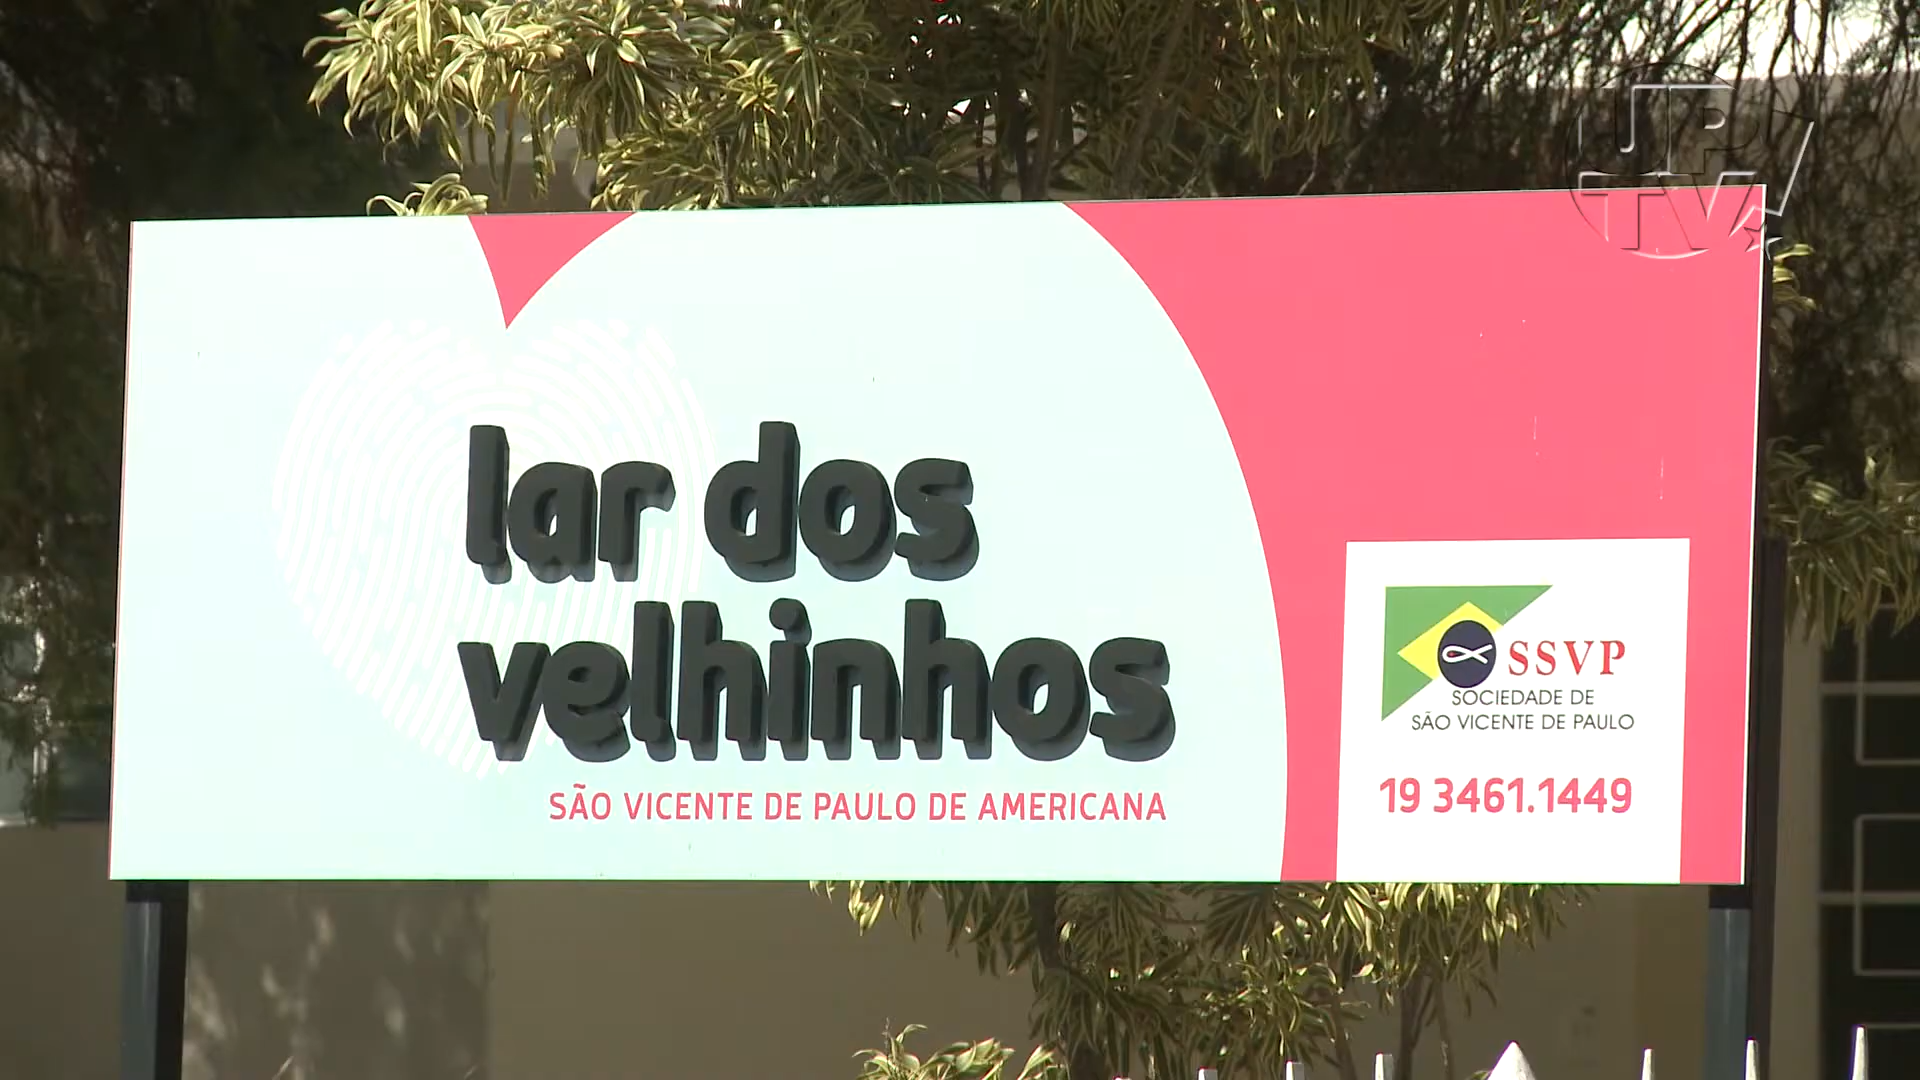 JP
TV!
lar dos
velhinhos
SÃO VICENTE DE PAULO DE AMERICANA
SSVP
SOCIEDADE DE
SÃO VICENTE DE PAULO
19 3461.1449